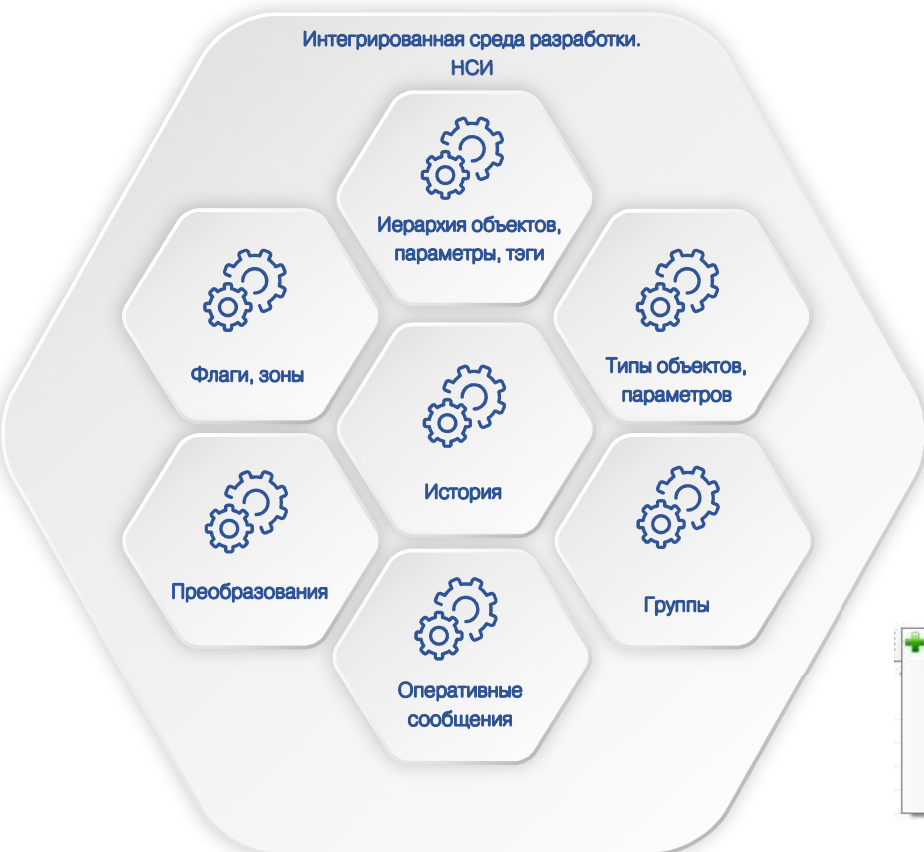 Интегрированная среда разработки.
НСИ
Иерархия объектов,
параметры, тэги
Флаги, зоны
Типы объектов,
параметров
История
Преобразования
Группы
Оперативные
сообщения